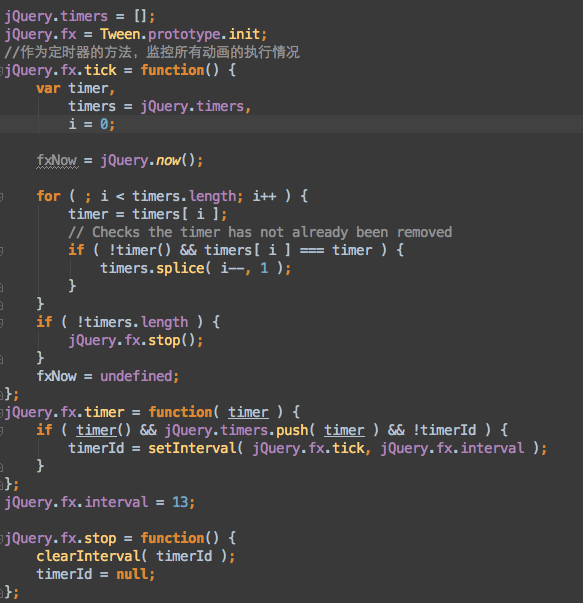 jQuery.timers = [];
jQuery.fx = Tween.prototype.init;
//作为定时器的方法，监控所有动画的执行情况
jQuery.fx.tick = function() {
    var timer,
        timers = jQuery.timers,
        i = 0;

    fxNow = jQuery.now();

    for ( ; i < timers.length; i++ ) {
        timer = timers[ i ];
        // Checks the timer has not already been removed
        if ( !timer() && timers[ i ] === timer ) {
            timers.splice( i--, 1 );
        }
    }
    if ( !timers.length ) {
        jQuery.fx.stop();
    }
    fxNow = undefined;
};
jQuery.fx.timer = function( timer ) {
    if ( timer() && jQuery.timers.push( timer ) && !timerId ) {
        timerId = setInterval( jQuery.fx.tick, jQuery.fx.interval );
    }
};
jQuery.fx.interval = 13;

jQuery.fx.stop = function() {
    clearInterval( timerId );
    timerId = null;
};